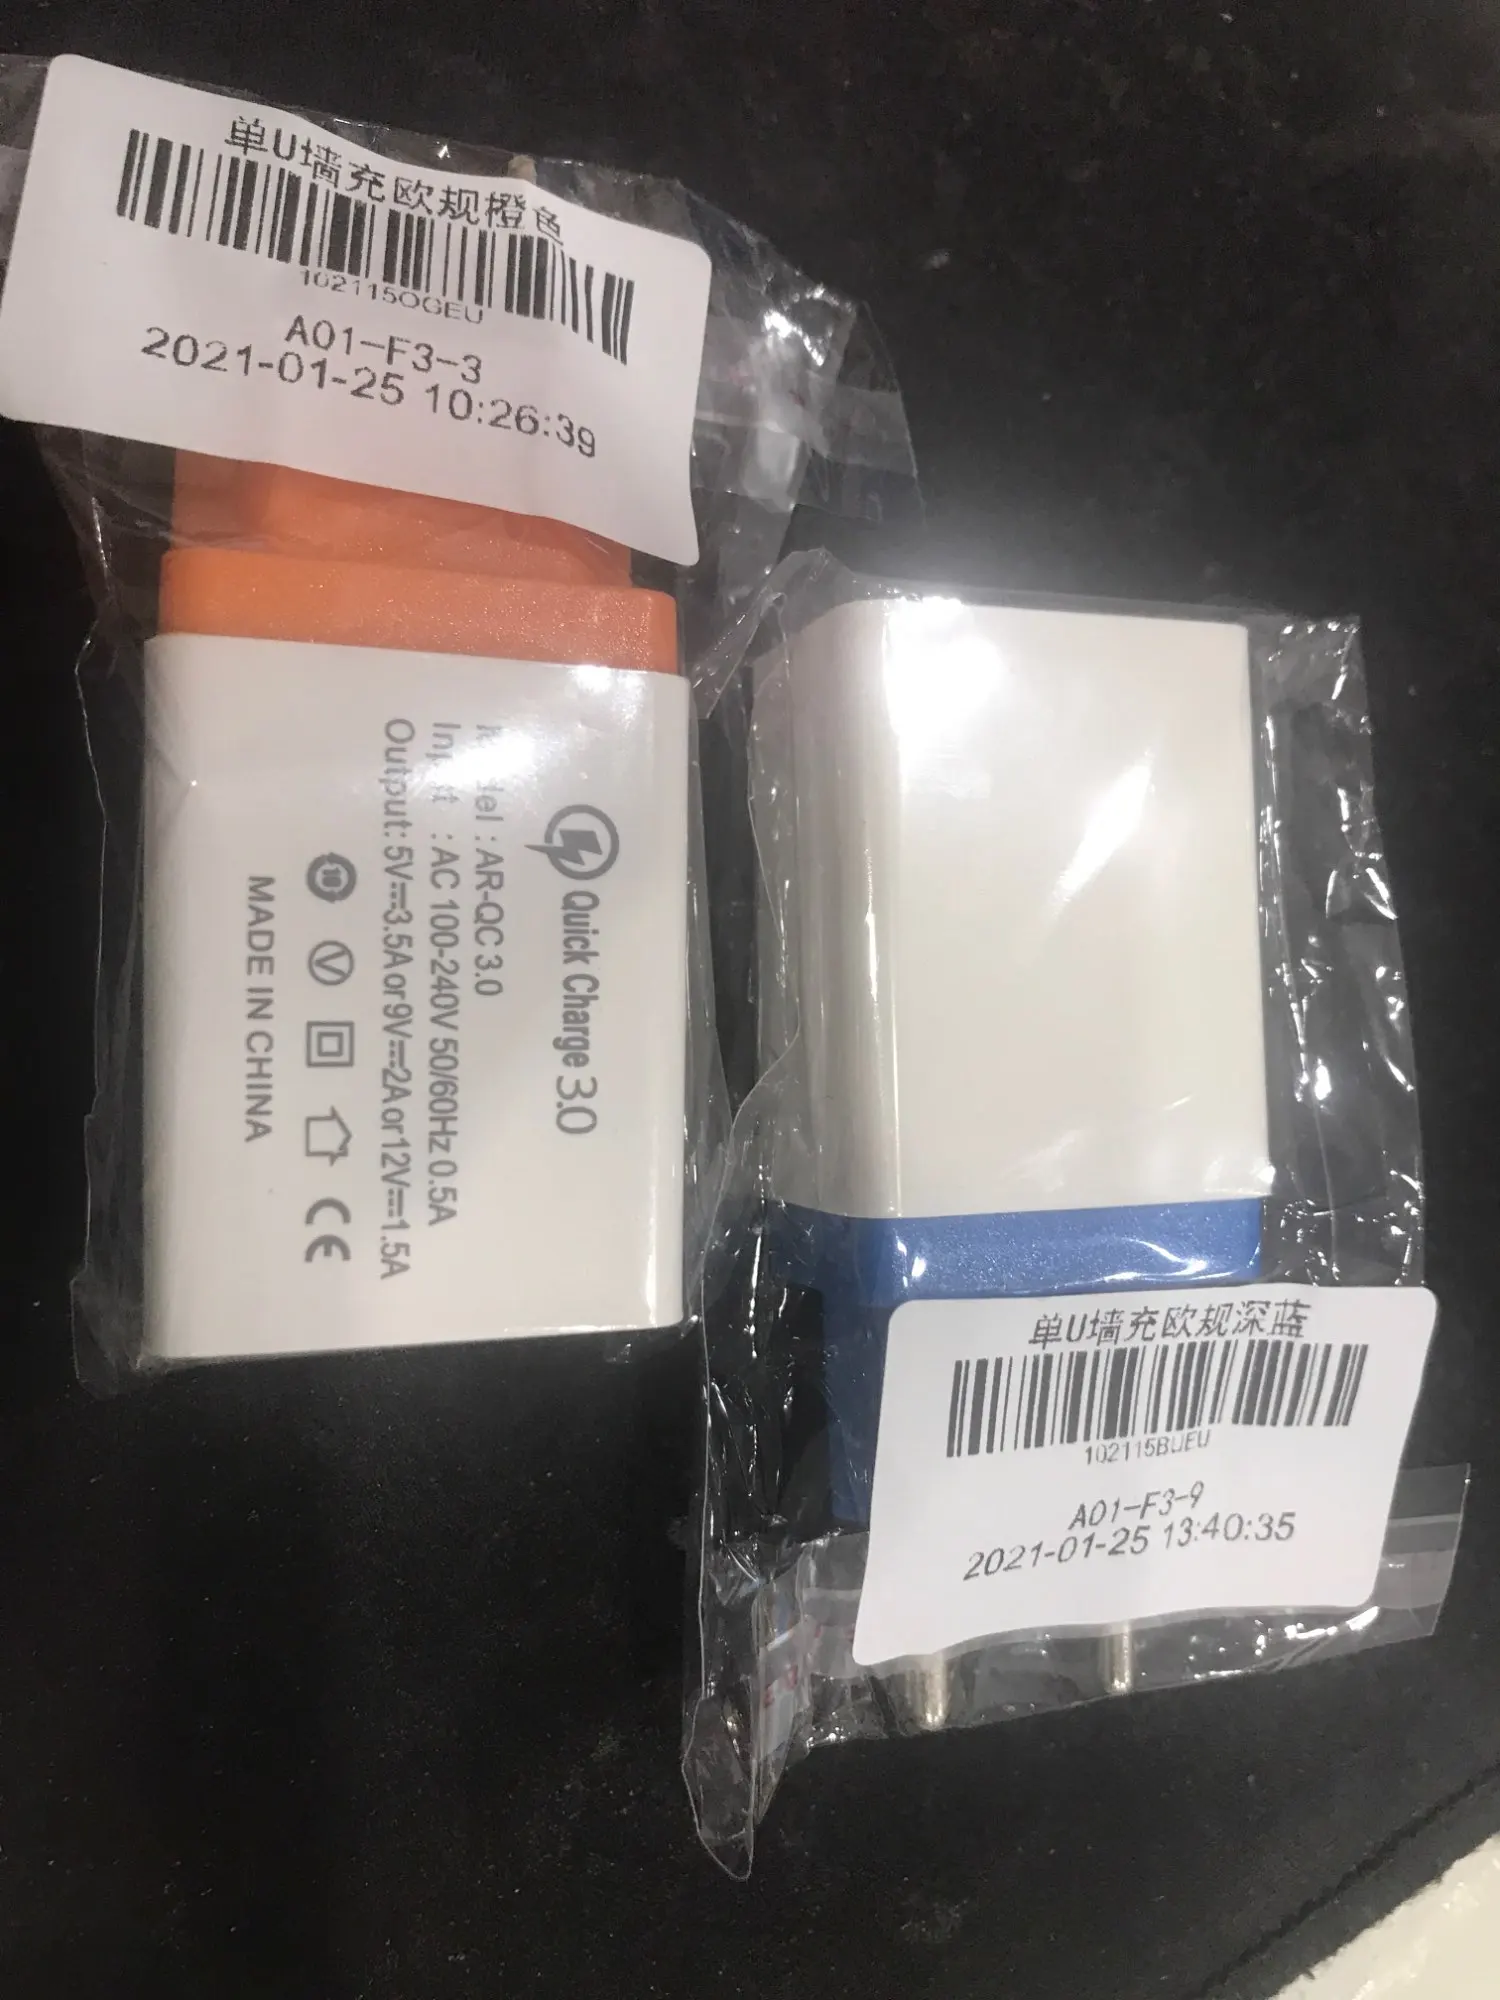 单U墙充欧规橙色
102115OGEU
A01-F3-3
2021-01-25 10:26:39
Quick Charge 3.0
: AR-QC 3.0
: AC 100-240V 50/60Hz 0.5A
Output: 5V⎓3.5A or 9V⎓2A or 12V⎓1.5A
10 V CE
MADE IN CHINA
单U墙充欧规深蓝
102115BUEU
A01-F3-9
2021-01-25 13:40:35